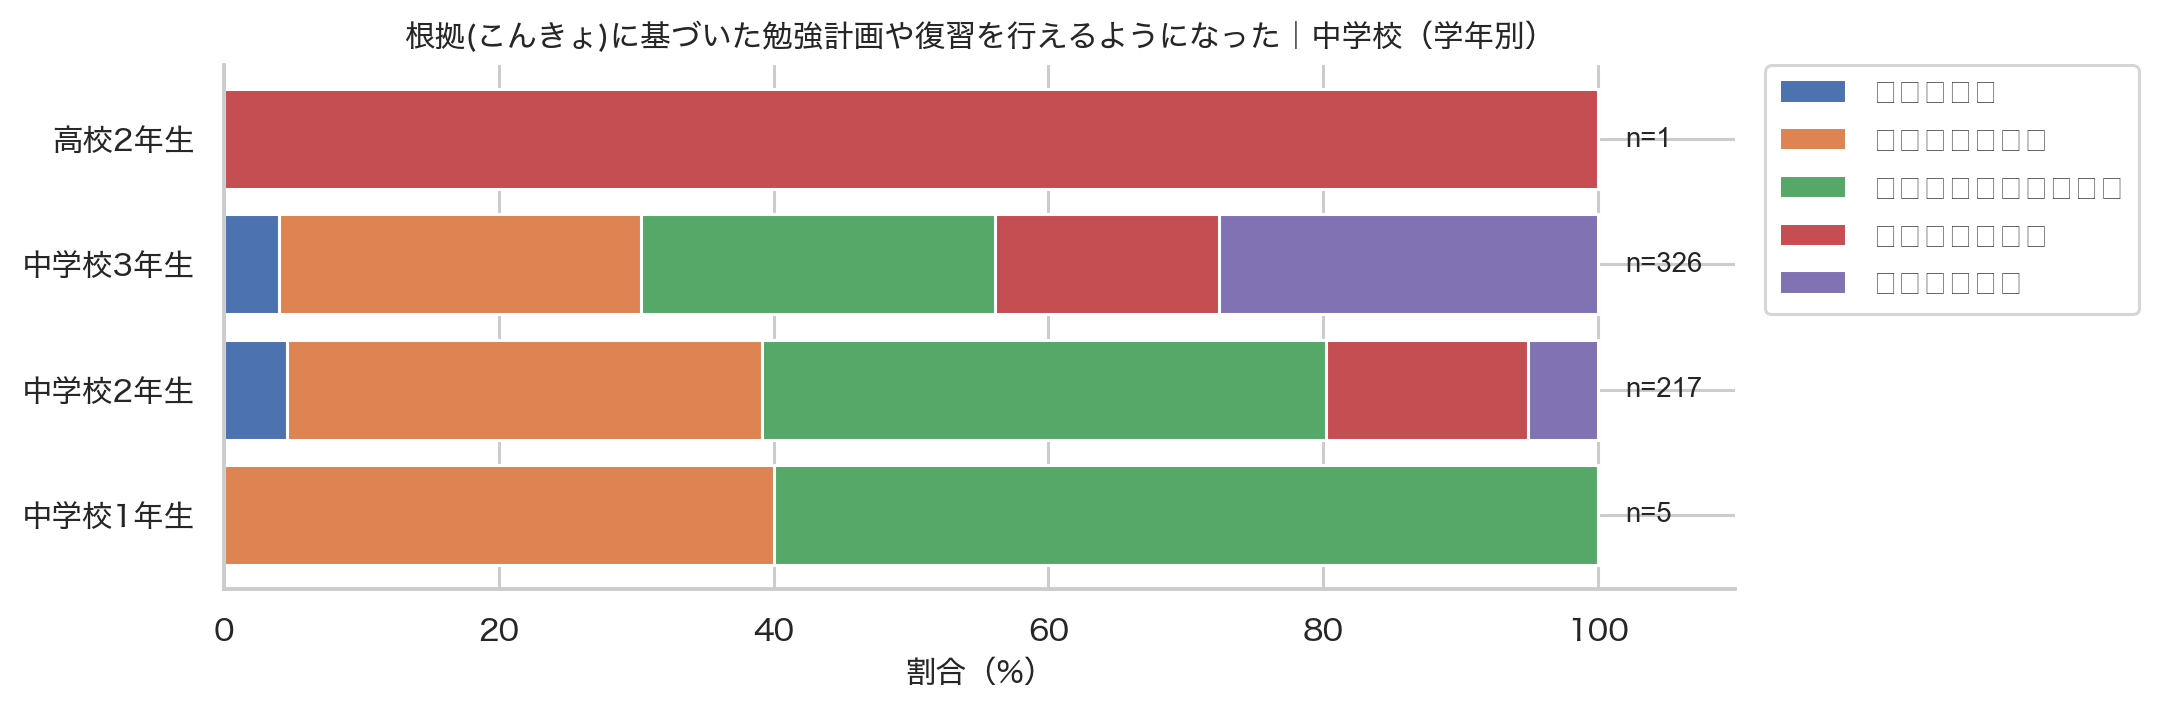 根拠(こんきょ)に基づいた勉強計画や復習を行えるようになった｜中学校（学年別）
高校2年生
n=1
中学校3年生
n=326
中学校2年生
n=217
中学校1年生
n=5
0 20 40 60 80 100
割合（%）